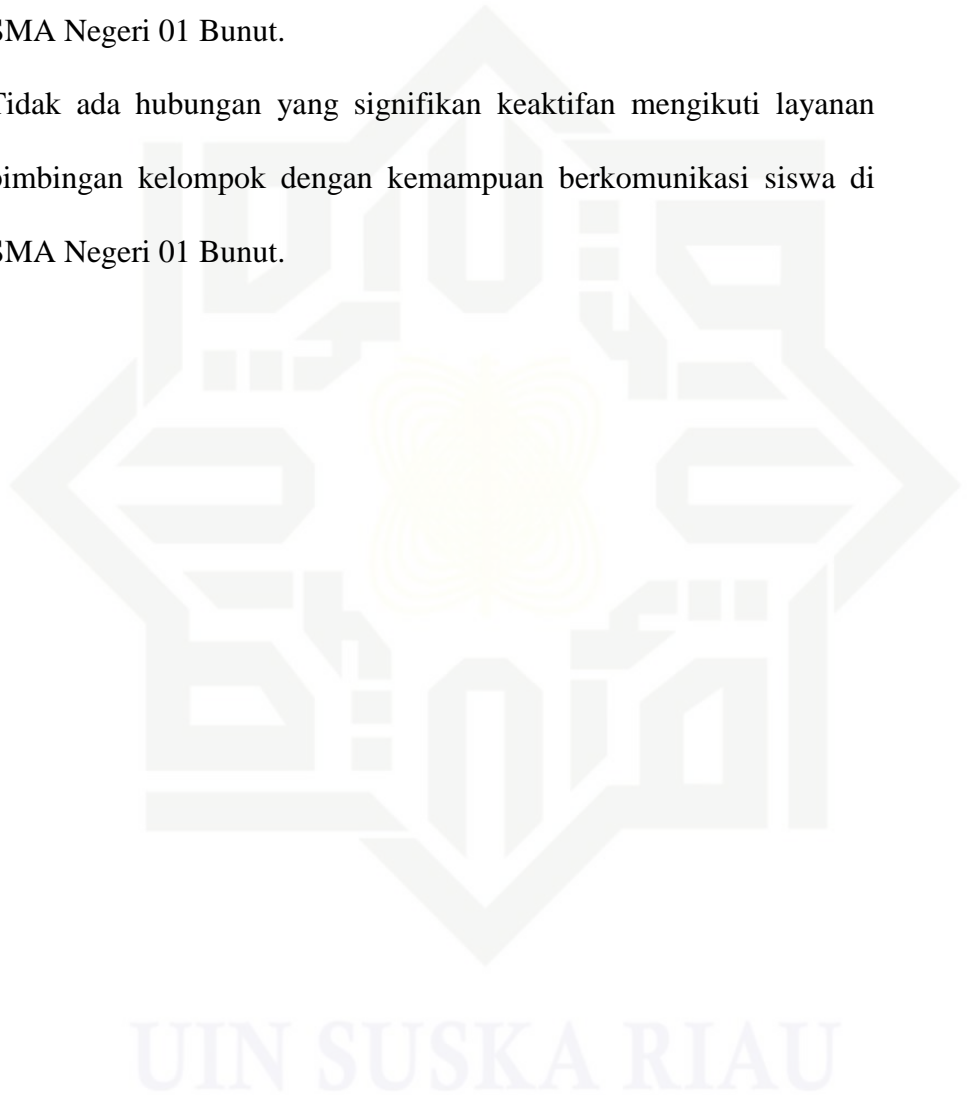 SMA Negeri 01 Bunut.
Tidak ada hubungan yang signifikan keaktifan mengikuti layanan
bimbingan kelompok dengan kemampuan berkomunikasi siswa di
SMA Negeri 01 Bunut.
UIN SUSKA RIAU